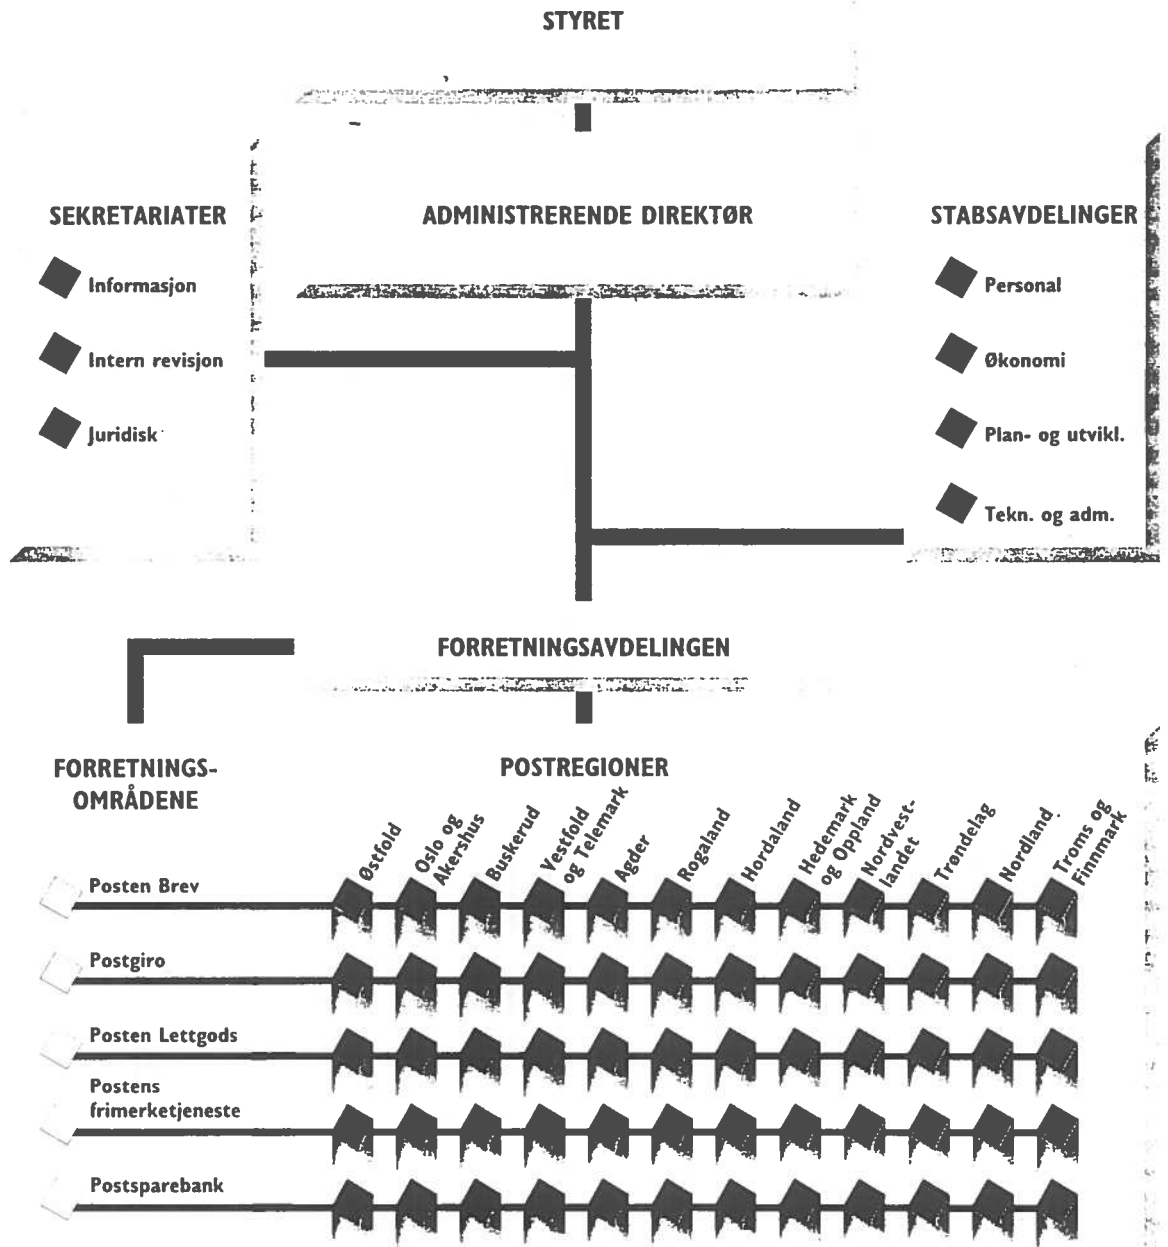 STYRET
SEKRETARIATER
Informasjon
Intern revisjon
Juridisk
ADMINISTRERENDE DIREKTØR
STABSAVDELINGER
Personal
Økonomi
Plan- og utvikl.
Tekn. og adm.
FORRETNINGSAVDELINGEN
FORRETNINGS-
OMRÅDENE
POSTREGIONER
Østfold
Oslo og
Akershus
Buskerud
Vestfold
og Telemark
Agder
Rogaland
Hordaland
Hedemark
og Oppland
Nordvest-
landet
Trøndelag
Nordland
Troms og
Finnmark
Posten Brev
Postgiro
Posten Lettgods
Postens
frimerketjeneste
Postsparebank